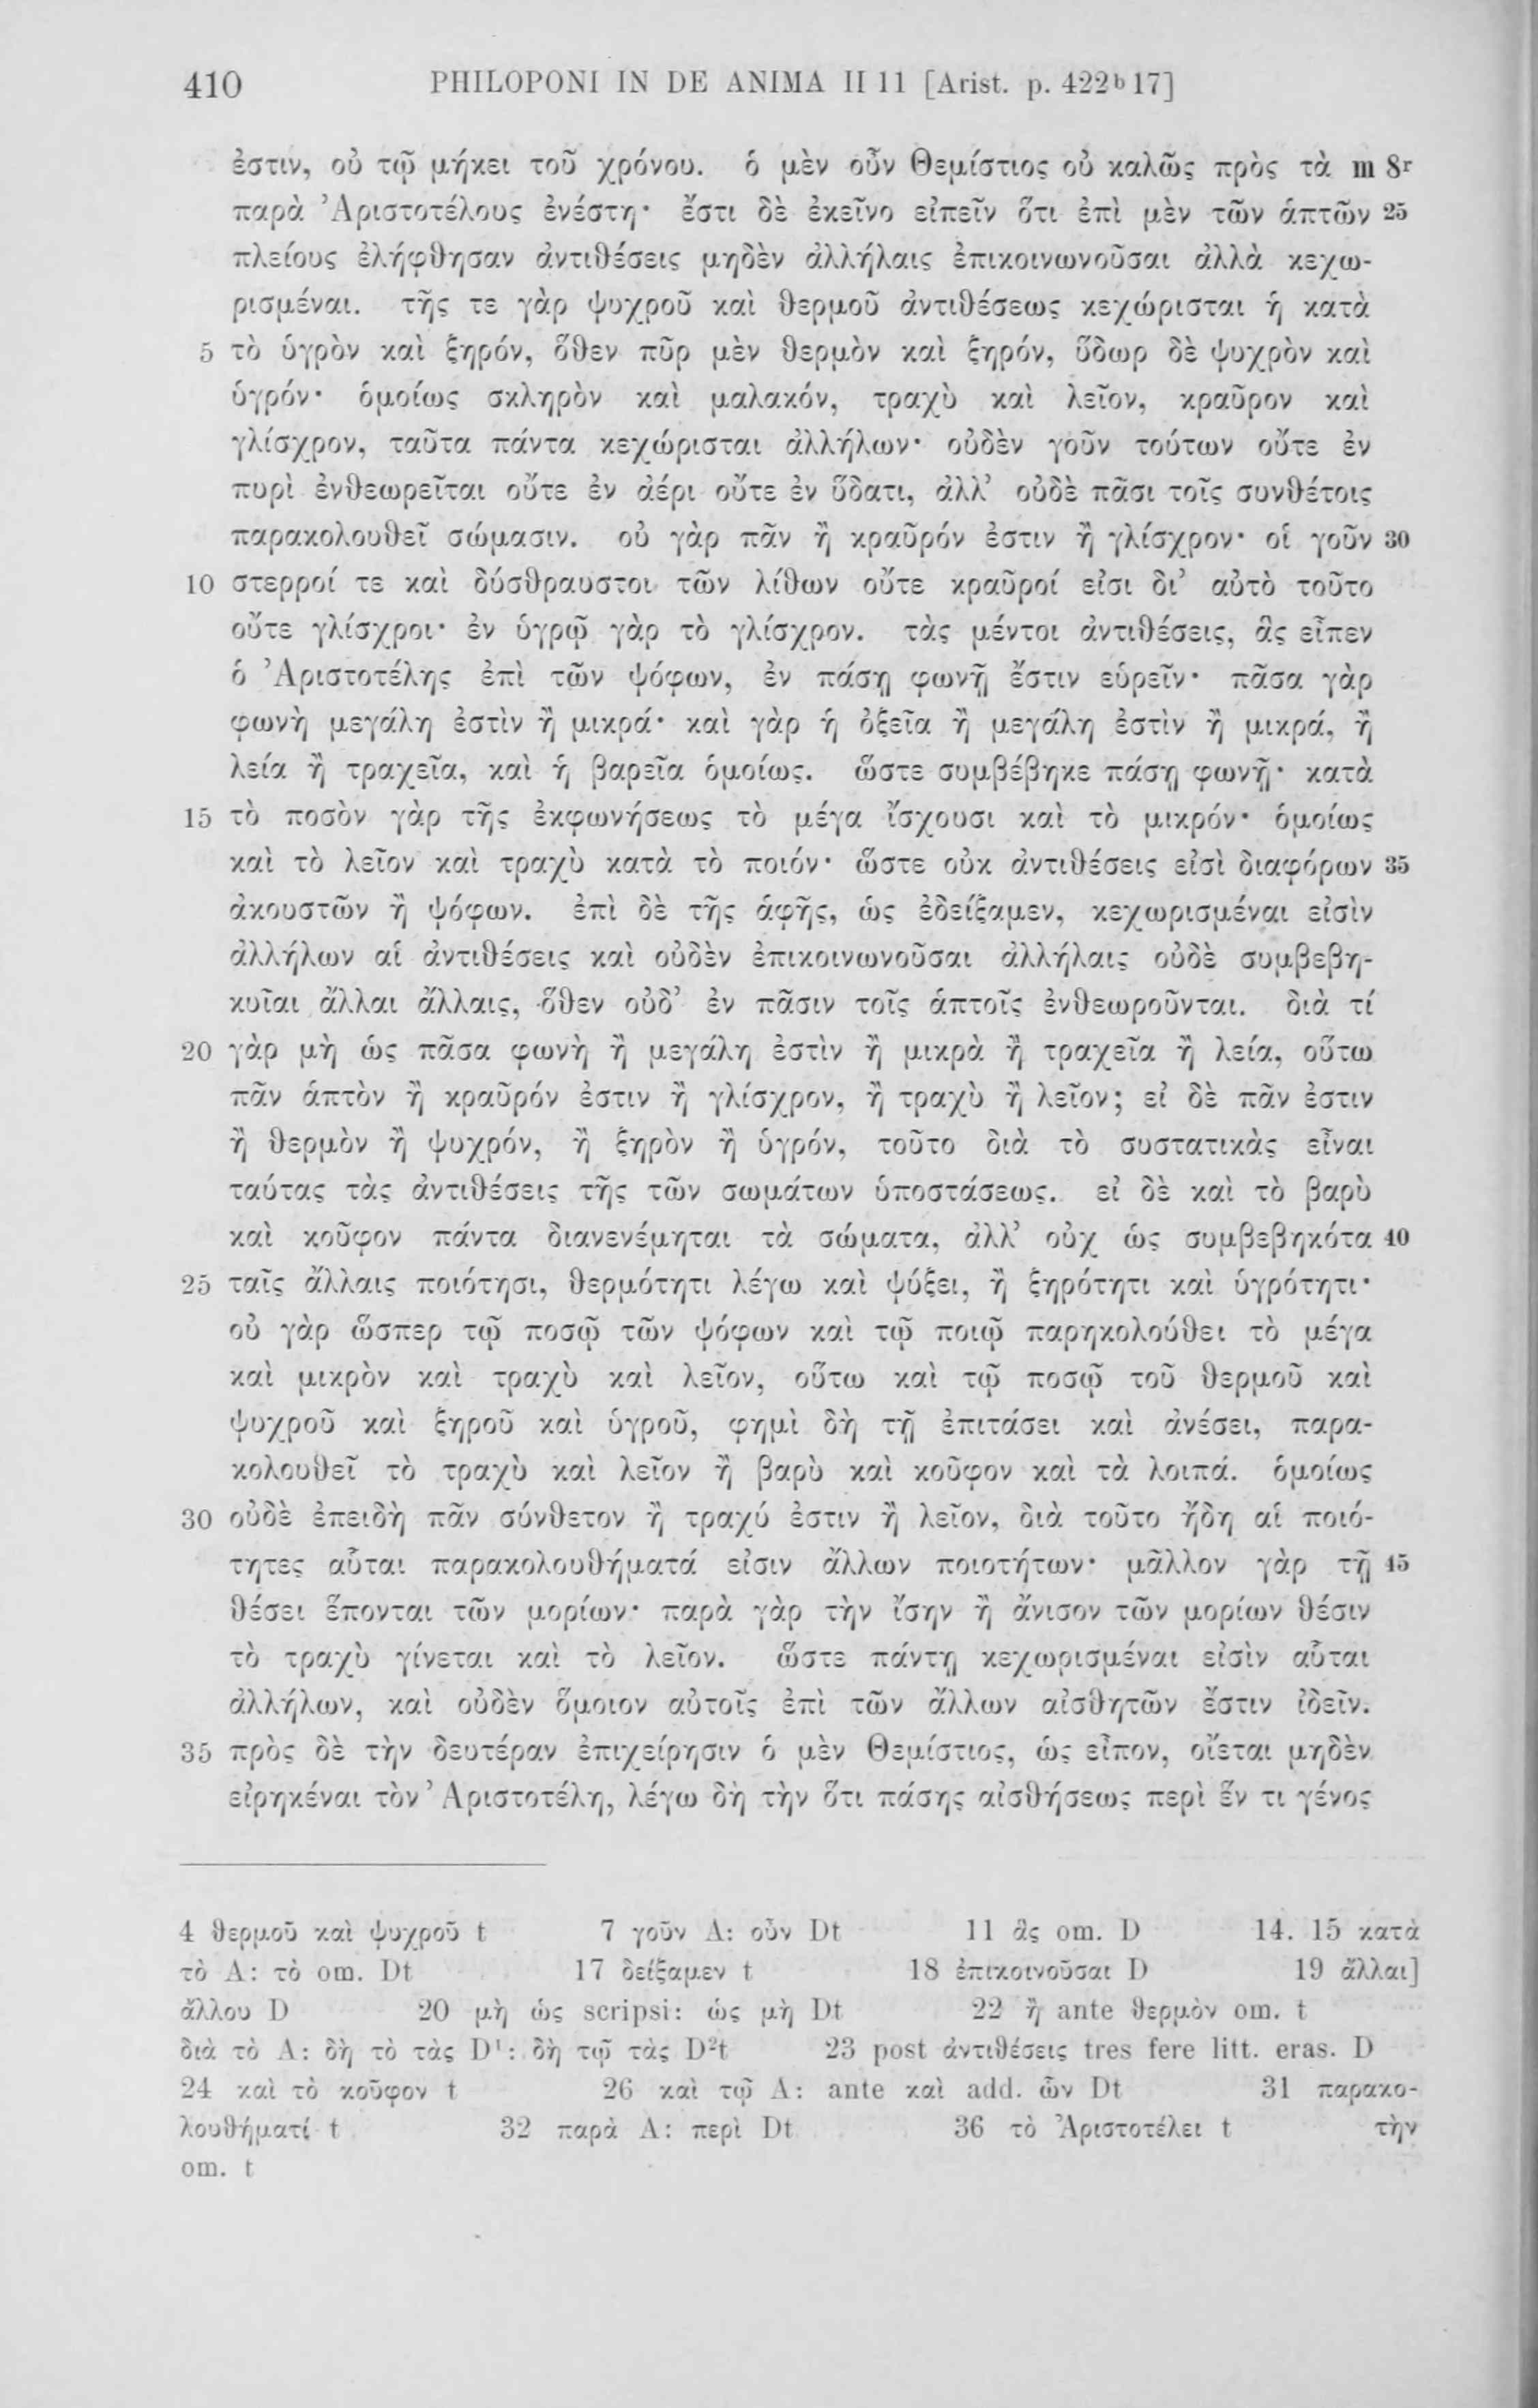 410 PHILOPONI IN DE ANIMA II 11 [Arist. p. 422b 17]
ἐστιν, οὐ τῷ μήκει τοῦ χρόνου. ὁ μὲν οὖν Θεμίστιος οὐ καλῶς πρὸς τὰ m 8r
παρὰ Ἀριστοτέλους ἐνέστη· ἔστι δὲ ἐκεῖνο εἰπεῖν ὅτι ἐπὶ μὲν τῶν ἁπτῶν 25
πλείους ἐλήφθησαν ἀντιθέσεις μηδὲν ἀλλήλαις ἐπικοινωνοῦσαι ἀλλὰ κεχω-
ρισμέναι. τῆς τε γὰρ ψυχροῦ καὶ θερμοῦ ἀντιθέσεως κεχώρισται ἡ κατὰ
5 τὸ ὑγρὸν καὶ ξηρόν, ὅθεν πῦρ μὲν θερμὸν καὶ ξηρόν, ὕδωρ δὲ ψυχρὸν καὶ
ὑγρόν· ὁμοίως σκληρὸν καὶ μαλακόν, τραχὺ καὶ λεῖον, κραῦρον καὶ
γλίσχρον, ταῦτα πάντα κεχώρισται ἀλλήλων· οὐδὲν γοῦν τούτων οὔτε ἐν
πυρὶ ἐνθεωρεῖται οὔτε ἐν ἀέρι οὔτε ἐν ὕδατι, ἀλλ’ οὐδὲ πᾶσι τοῖς συνθέτοις
παρακολουθεῖ σώμασιν. οὐ γὰρ πᾶν ἢ κραῦρόν ἐστιν ἢ γλίσχρον· οἱ γοῦν 30
10 στερροί τε καὶ δύσθραυστοι τῶν λίθων οὔτε κραῦροί εἰσι δι’ αὐτὸ τοῦτο
οὔτε γλίσχροι· ἐν ὑγρῷ γὰρ τὸ γλίσχρον. τὰς μέντοι ἀντιθέσεις, ἃς εἶπεν
ὁ Ἀριστοτέλης ἐπὶ τῶν ψόφων, ἐν πάσῃ φωνῇ ἔστιν εὑρεῖν· πᾶσα γὰρ
φωνὴ μεγάλη ἐστὶν ἢ μικρά· καὶ γὰρ ἡ ὀξεῖα ἢ μεγάλη ἐστὶν ἢ μικρά, ἢ
λεία ἢ τραχεῖα, καὶ ἡ βαρεῖα ὁμοίως. ὥστε συμβέβηκε πάσῃ φωνῇ· κατὰ
15 τὸ ποσὸν γὰρ τῆς ἐκφωνήσεως τὸ μέγα ἴσχουσι καὶ τὸ μικρόν· ὁμοίως
καὶ τὸ λεῖον καὶ τραχὺ κατὰ τὸ ποιόν· ὥστε οὐκ ἀντιθέσεις εἰσὶ διαφόρων 35
ἀκουστῶν ἢ ψόφων. ἐπὶ δὲ τῆς ἁφῆς, ὡς ἐδείξαμεν, κεχωρισμέναι εἰσὶν
ἀλλήλων αἱ ἀντιθέσεις καὶ οὐδὲν ἐπικοινωνοῦσαι ἀλλήλαις οὐδὲ συμβεβη-
κυῖαι ἄλλαι ἄλλαις, ὅθεν οὐδ’ ἐν πᾶσιν τοῖς ἁπτοῖς ἐνθεωροῦνται. διὰ τί
20 γὰρ μὴ ὡς πᾶσα φωνὴ ἢ μεγάλη ἐστὶν ἢ μικρὰ ἢ τραχεῖα ἢ λεία, οὕτω
πᾶν ἁπτὸν ἢ κραῦρόν ἐστιν ἢ γλίσχρον, ἢ τραχὺ ἢ λεῖον; εἰ δὲ πᾶν ἐστιν
ἢ θερμὸν ἢ ψυχρόν, ἢ ξηρὸν ἢ ὑγρόν, τοῦτο διὰ τὸ συστατικὰς εἶναι
ταύτας τὰς ἀντιθέσεις τῆς τῶν σωμάτων ὑποστάσεως. εἰ δὲ καὶ τὸ βαρὺ
καὶ κοῦφον πάντα διανενέμηται τὰ σώματα, ἀλλ’ οὐχ ὡς συμβεβηκότα 40
25 ταῖς ἄλλαις ποιότησι, θερμότητι λέγω καὶ ψύξει, ἢ ξηρότητι καὶ ὑγρότητι·
οὐ γὰρ ὥσπερ τῷ ποσῷ τῶν ψόφων καὶ τῷ ποιῷ παρηκολούθει τὸ μέγα
καὶ μικρὸν καὶ τραχὺ καὶ λεῖον, οὕτω καὶ τῷ ποσῷ τοῦ θερμοῦ καὶ
ψυχροῦ καὶ ξηροῦ καὶ ὑγροῦ, φημὶ δὴ τῇ ἐπιτάσει καὶ ἀνέσει, παρα-
κολουθεῖ τὸ τραχὺ καὶ λεῖον ἢ βαρὺ καὶ κοῦφον καὶ τὰ λοιπά. ὁμοίως
30 οὐδὲ ἐπειδὴ πᾶν σύνθετον ἢ τραχύ ἐστιν ἢ λεῖον, διὰ τοῦτο ἤδη αἱ ποιό-
τητες αὗται παρακολουθήματά εἰσιν ἄλλων ποιοτήτων· μᾶλλον γὰρ τῇ 45
θέσει ἕπονται τῶν μορίων· παρὰ γὰρ τὴν ἴσην ἢ ἄνισον τῶν μορίων θέσιν
τὸ τραχὺ γίνεται καὶ τὸ λεῖον. ὥστε πάντῃ κεχωρισμέναι εἰσὶν αὗται
ἀλλήλων, καὶ οὐδὲν ὅμοιον αὐτοῖς ἐπὶ τῶν ἄλλων αἰσθητῶν ἔστιν ἰδεῖν.
35 πρὸς δὲ τὴν δευτέραν ἐπιχείρησιν ὁ μὲν Θεμίστιος, ὡς εἶπον, οἴεται μηδὲν
εἰρηκέναι τὸν Ἀριστοτέλη, λέγω δὴ τὴν ὅτι πάσης αἰσθήσεως περὶ ἕν τι γένος
4 θερμοῦ καὶ ψυχροῦ t 7 γοῦν A: οὖν Dt 11 ἃς om. D 14. 15 κατὰ
τὸ A: τὸ om. Dt 17 δείξαμεν t 18 ἐπικοινοῦσαι D 19 ἄλλαι]
ἄλλου D 20 μὴ ὡς scripsi: ὡς μὴ Dt 22 ἢ ante θερμὸν om. t
διὰ τὸ A: δὴ τὸ τὰς D1: δὴ τῷ τὰς D2t 23 post ἀντιθέσεις tres fere litt. eras. D
24 καὶ τὸ κοῦφον t 26 καὶ τῷ A: ante καὶ add. ὧν Dt 31 παρακο-
λουθήματί t 32 παρὰ A: περὶ Dt 36 τὸ Ἀριστοτέλει t τὴν
om. t